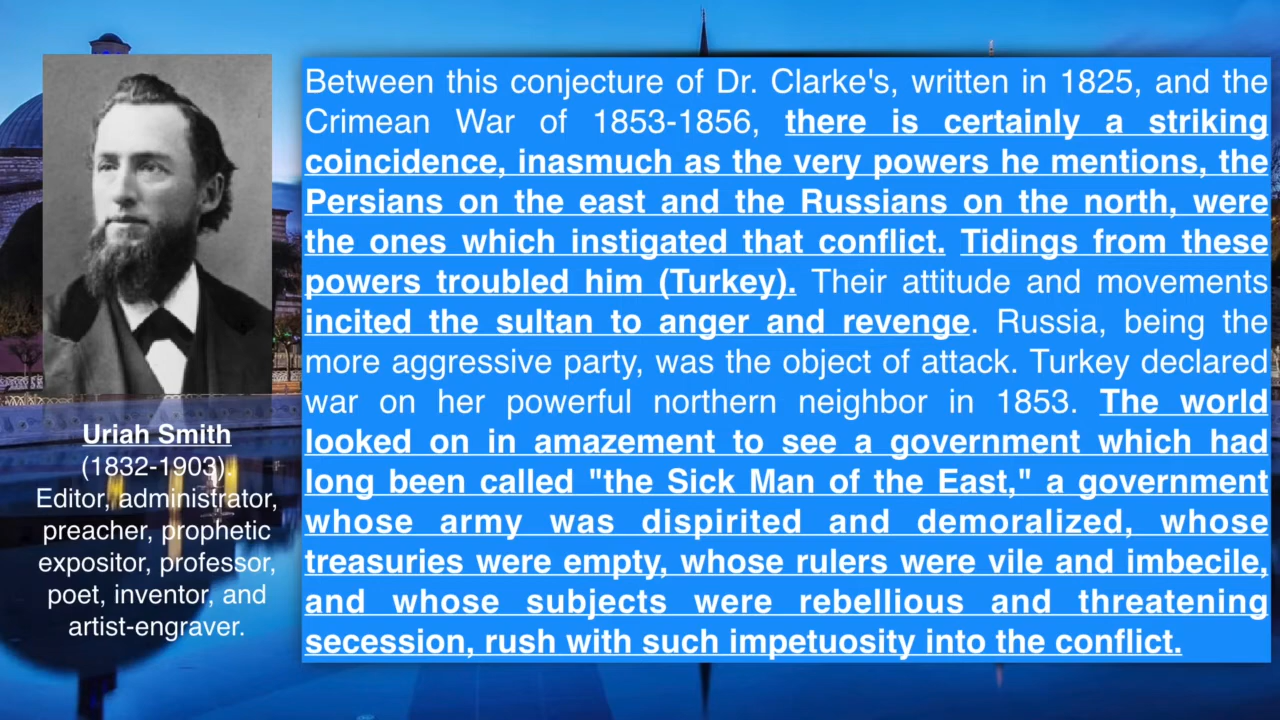 Uriah Smith
(1832-1903).
Editor, administrator,
preacher, prophetic
expositor, professor,
poet, inventor, and
artist-engraver.
Between this conjecture of Dr. Clarke's, written in 1825, and the
Crimean War of 1853-1856, there is certainly a striking
coincidence, inasmuch as the very powers he mentions, the
Persians on the east and the Russians on the north, were
the ones which instigated that conflict. Tidings from these
powers troubled him (Turkey). Their attitude and movements
incited the sultan to anger and revenge. Russia, being the
more aggressive party, was the object of attack. Turkey declared
war on her powerful northern neighbor in 1853. The world
looked on in amazement to see a government which had
long been called "the Sick Man of the East," a government
whose army was dispirited and demoralized, whose
treasuries were empty, whose rulers were vile and imbecile,
and whose subjects were rebellious and threatening
secession, rush with such impetuosity into the conflict.